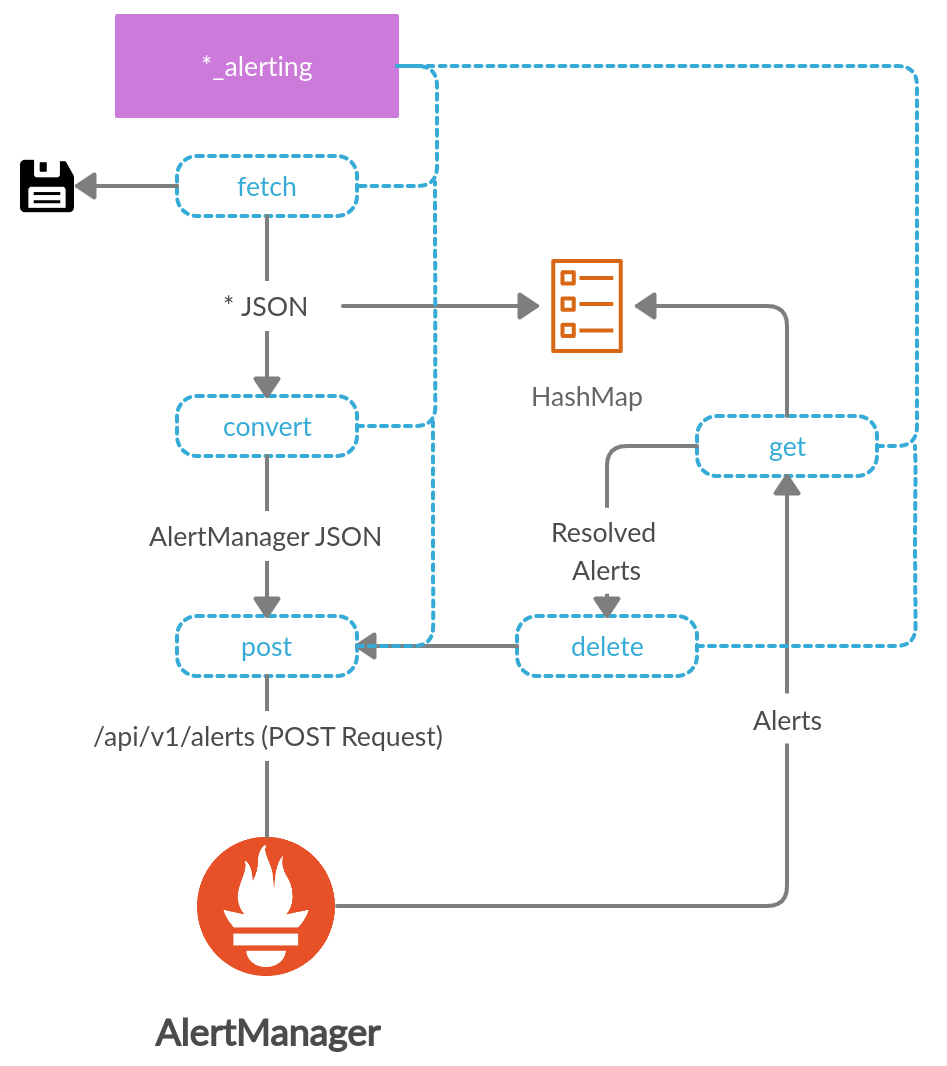 *_alerting
fetch
* JSON
HashMap
convert
get
AlertManager JSON
Resolved
Alerts
post
delete
Alerts
/api/v1/alerts (POST Request)
AlertManager